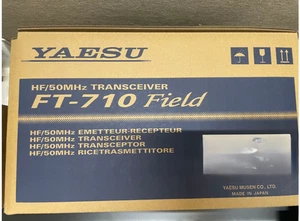 YAESU
HF/50MHz TRANSCEIVER
FT-710 Field
HF/50MHz EMETTEUR-RECEPTEUR
HF/50MHz TRANSCEIVER
HF/50MHz TRANSCEPTOR
HF/50MHz RICETRASMETTITORE
YAESU MUSEN CO., LTD.
MADE IN JAPAN